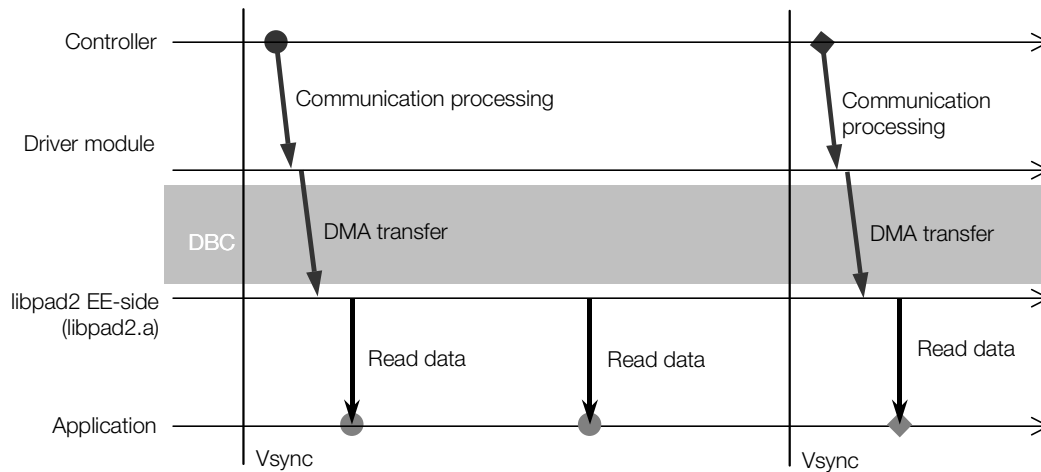 Controller
Communication processing
Communication
processing
Driver module
DBC
DMA transfer
DMA transfer
libpad2 EE-side
(libpad2.a)
Read data
Read data
Read data
Application
Vsync
Vsync